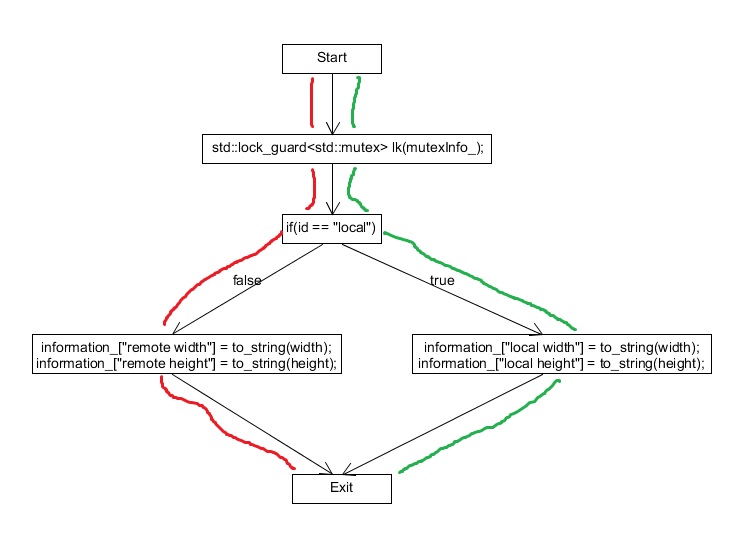 Start
std::lock_guard<std::mutex> lk(mutexInfo_);
if(id == "local")
false
true
information_["remote width"] = to_string(width);
information_["remote height"] = to_string(height);
information_["local width"] = to_string(width);
information_["local height"] = to_string(height);
Exit